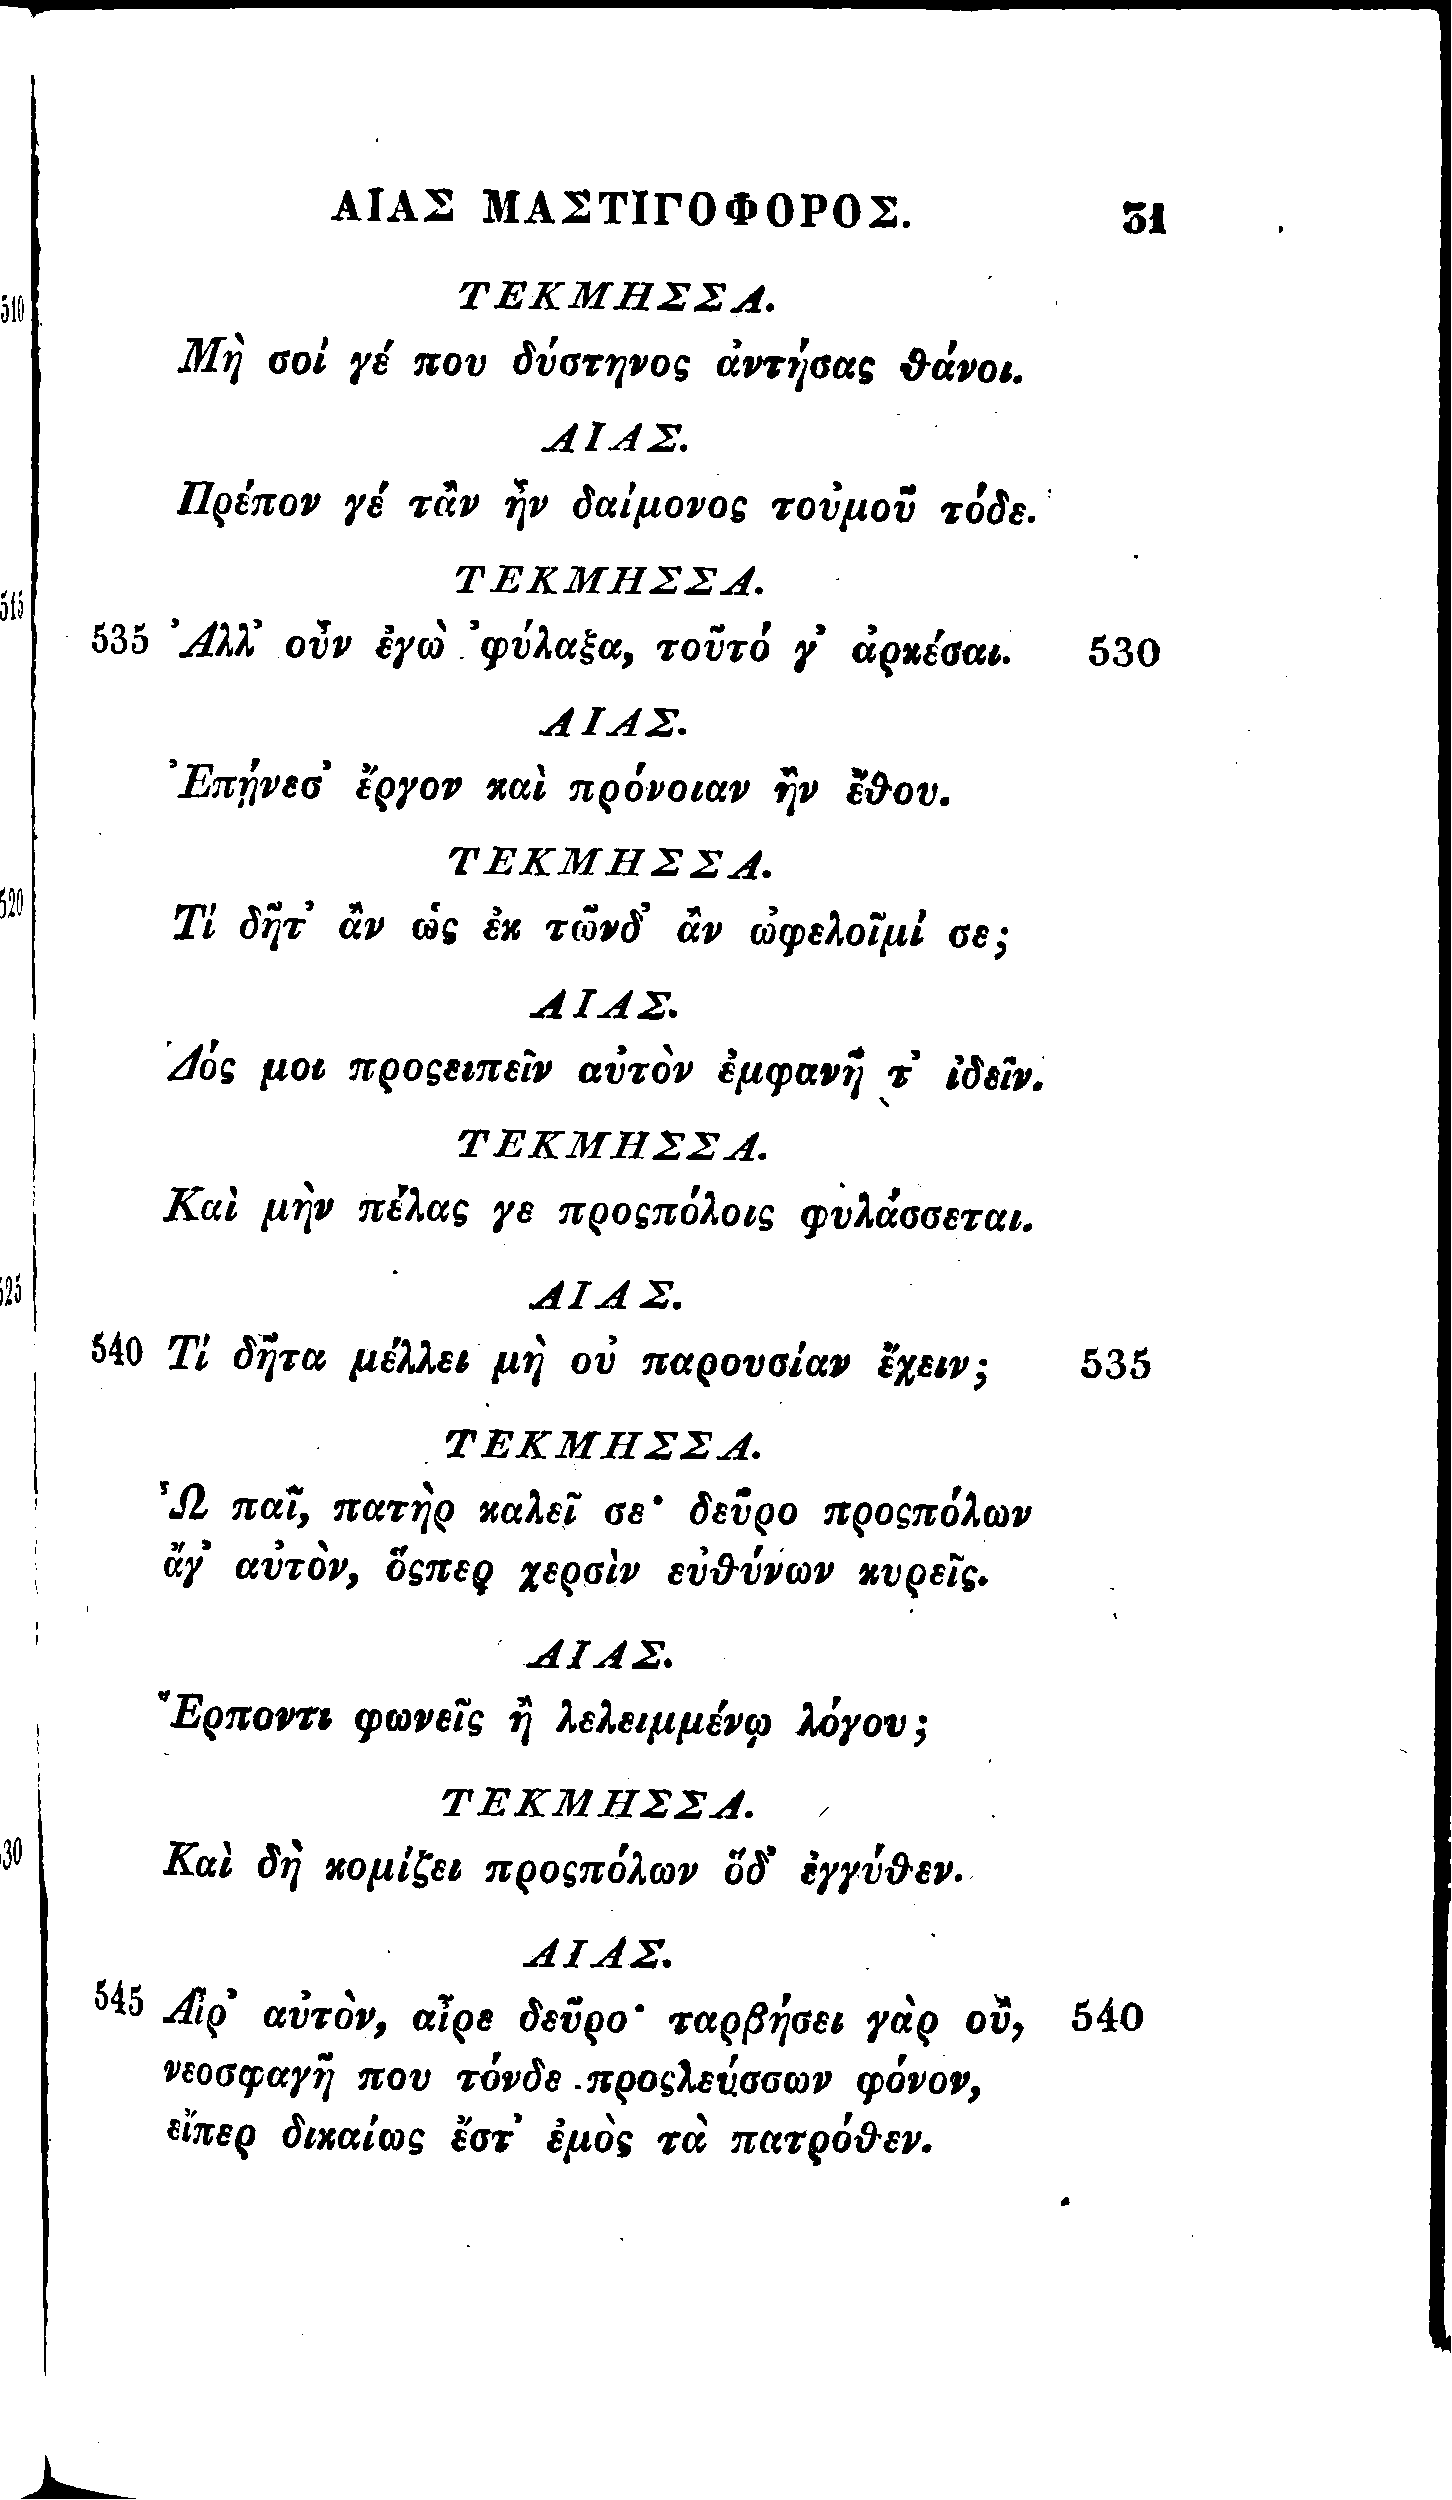 ΑΙΑΣ ΜΑΣΤΙΓΟΦΟΡΟΣ. 31
ΤΕΚΜΗΣΣΑ.
Μὴ σοί γέ που δύστηνος ἀντήσας θάνοι.
ΑΙΑΣ.
Πρέπον γέ τἂν ἦν δαίμονος τοὐμοῦ τόδε.
ΤΕΚΜΗΣΣΑ.
535 Ἀλλ’ οὖν ἐγὼ ’φύλαξα, τοῦτό γ’ ἀρκέσαι. 530
ΑΙΑΣ.
Ἐπῄνεσ’ ἔργον καὶ πρόνοιαν ἣν ἔθου.
ΤΕΚΜΗΣΣΑ.
Τί δῆτ’ ἂν ὡς ἐκ τῶνδ’ ἂν ὠφελοῖμί σε;
ΑΙΑΣ.
Δός μοι προςειπεῖν αὐτὸν ἐμφανῆ τ’ ἰδεῖν.
ΤΕΚΜΗΣΣΑ.
Καὶ μὴν πέλας γε προςπόλοις φυλάσσεται.
ΑΙΑΣ.
540 Τί δῆτα μέλλει μὴ οὐ παρουσίαν ἔχειν; 535
ΤΕΚΜΗΣΣΑ.
Ὦ παῖ, πατὴρ καλεῖ σε· δεῦρο προςπόλων
ἄγ’ αὐτὸν, ὅςπερ χερσὶν εὐθύνων κυρεῖς.
ΑΙΑΣ.
Ἕρποντι φωνεῖς ἢ λελειμμένῳ λόγου;
ΤΕΚΜΗΣΣΑ.
Καὶ δὴ κομίζει προςπόλων ὅδ’ ἐγγύθεν.
ΑΙΑΣ.
545 Αἶρ’ αὐτὸν, αἶρε δεῦρο· ταρβήσει γὰρ οὔ, 540
νεοσφαγῆ που τόνδε προςλεύσσων φόνον,
εἴπερ δικαίως ἔστ’ ἐμὸς τὰ πατρόθεν.